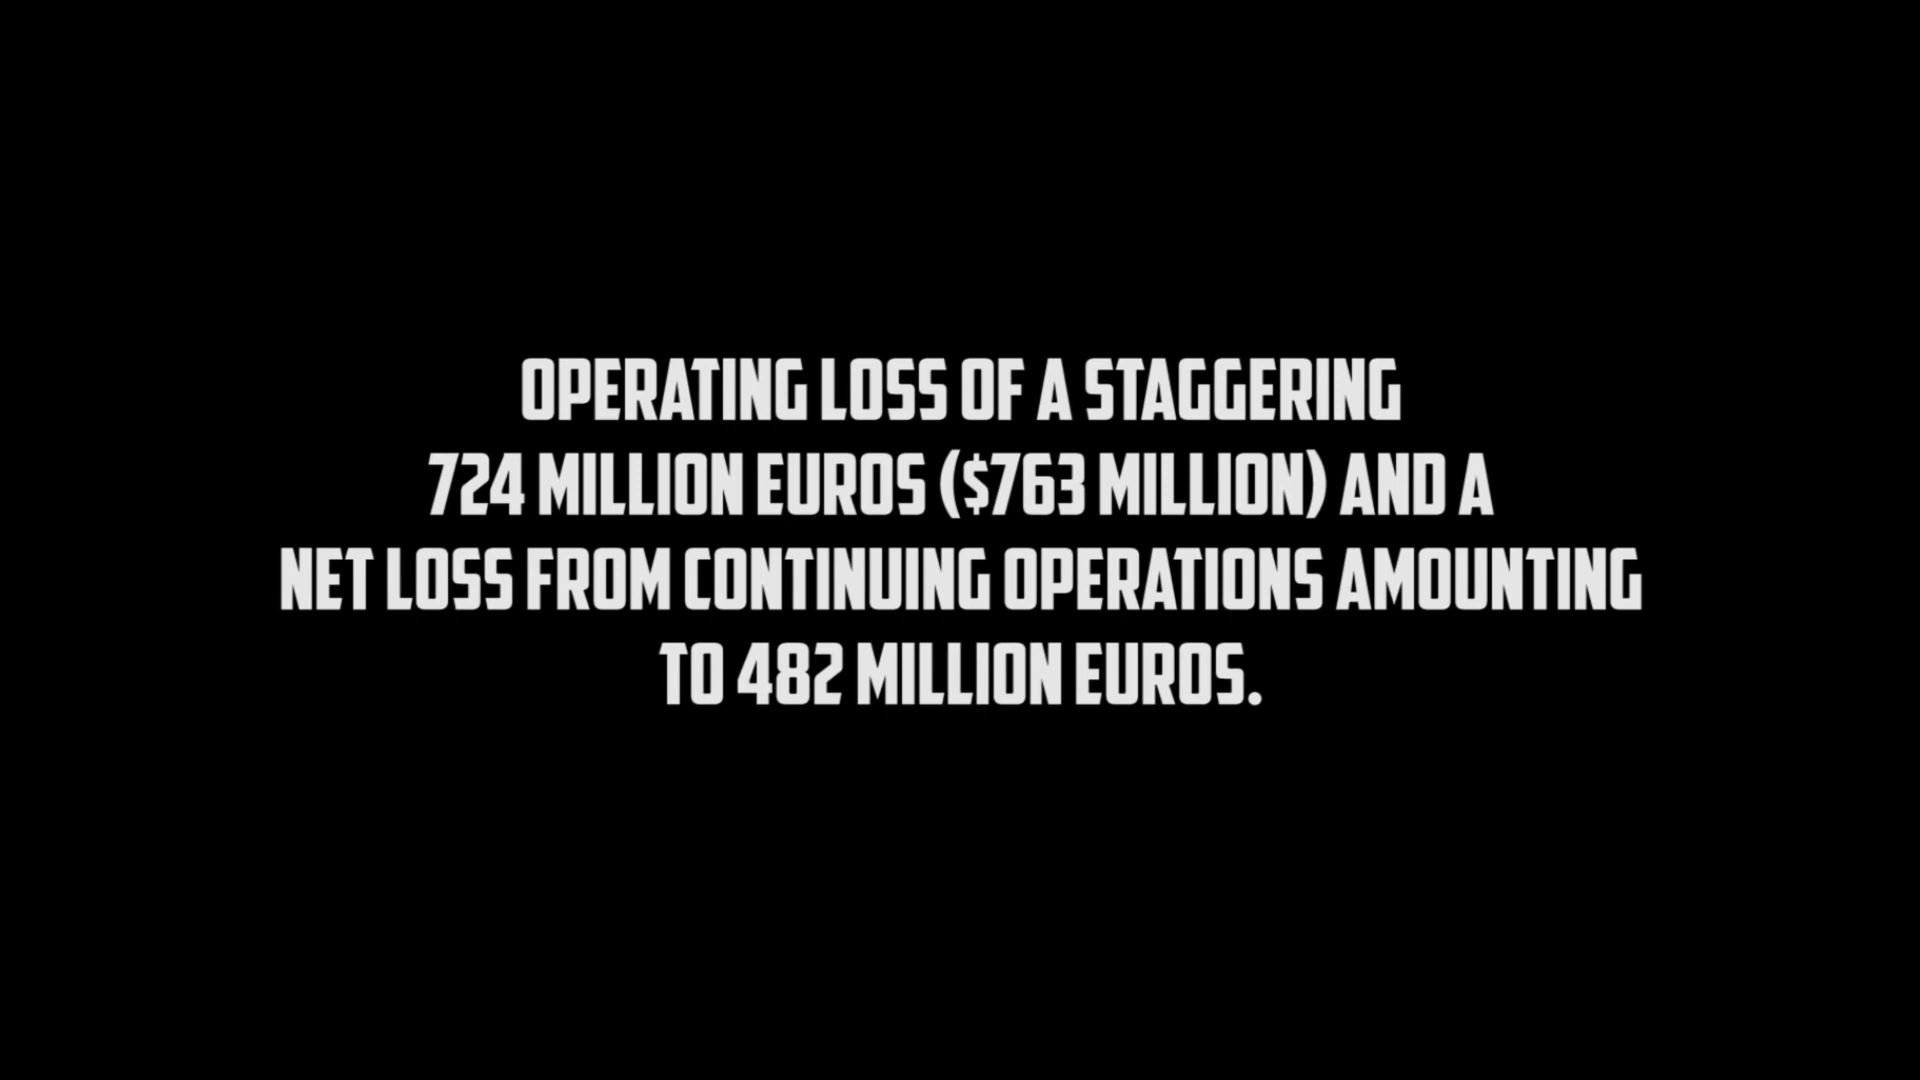 OPERATING LOSS OF A STAGGERING
724 MILLION EUROS ($763 MILLION) AND A
NET LOSS FROM CONTINUING OPERATIONS AMOUNTING
TO 482 MILLION EUROS.